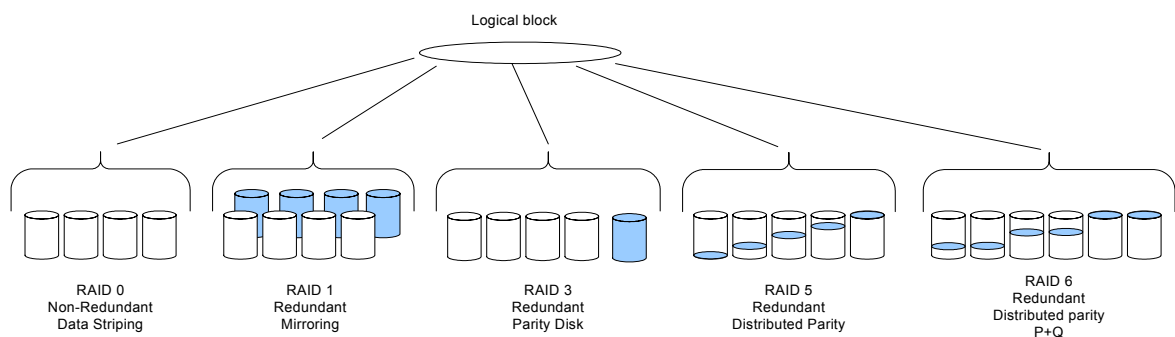 Logical block
RAID 0
Non-Redundant
Data Striping
RAID 1
Redundant
Mirroring
RAID 3
Redundant
Parity Disk
RAID 5
Redundant
Distributed Parity
RAID 6
Redundant
Distributed parity
P+Q